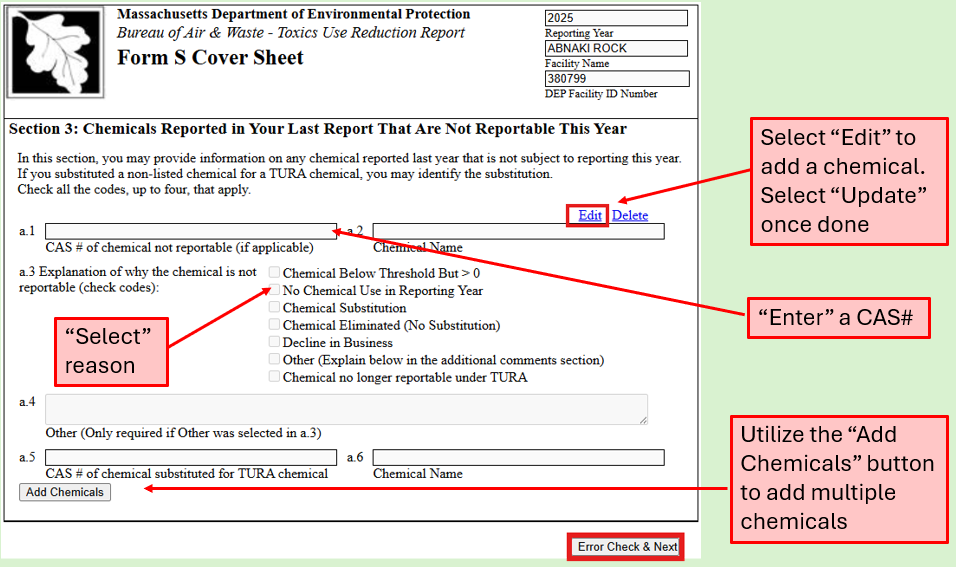 Massachusetts Department of Environmental Protection
Bureau of Air & Waste - Toxics Use Reduction Report
Form S Cover Sheet
2025
Reporting Year
ABNAKI ROCK
Facility Name
380799
DEP Facility ID Number
Section 3: Chemicals Reported in Your Last Report That Are Not Reportable This Year
In this section, you may provide information on any chemical reported last year that is not subject to reporting this year.
If you substituted a non-listed chemical for a TURA chemical, you may identify the substitution.
Check all the codes, up to four, that apply.
Edit Delete
a.1 a.2
CAS # of chemical not reportable (if applicable) Chemical Name
a.3 Explanation of why the chemical is not
reportable (check codes):
Chemical Below Threshold But > 0
No Chemical Use in Reporting Year
Chemical Substitution
Chemical Eliminated (No Substitution)
Decline in Business
Other (Explain below in the additional comments section)
Chemical no longer reportable under TURA
a.4
Other (Only required if Other was selected in a.3)
a.5 a.6
CAS # of chemical substituted for TURA chemical Chemical Name
Add Chemicals
Error Check & Next
Select “Edit” to
add a chemical.
Select “Update”
once done
“Enter” a CAS#
“Select”
reason
Utilize the “Add
Chemicals” button
to add multiple
chemicals